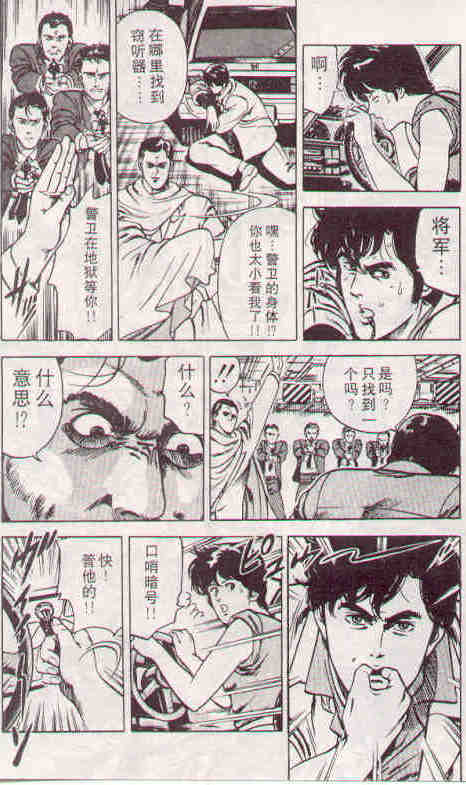 啊…
将军…
在哪里找到
窃听器……
嘿…警卫的身体!?
你也太小看我了!!
警卫在地狱等你!!
是吗?
只找到一
个吗?
!!
什么?
什么
意思!?
口哨暗号!!
快!
管他的!!